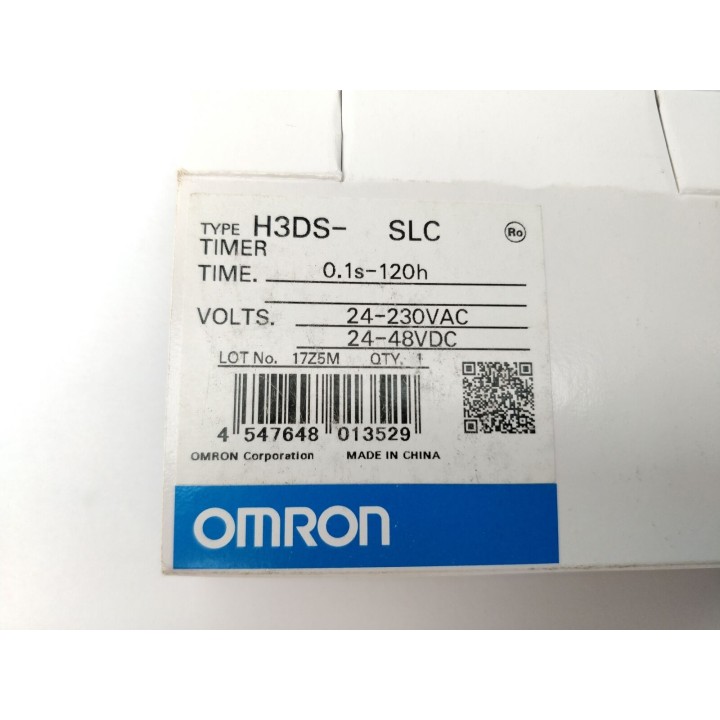 TYPE H3DS- SLC Ro
TIMER
TIME. 0.1s-120h
VOLTS. 24-230VAC
24-48VDC
LOT No. 17Z5M QTY. 1
4 547648 013529
OMRON Corporation MADE IN CHINA
OMRON